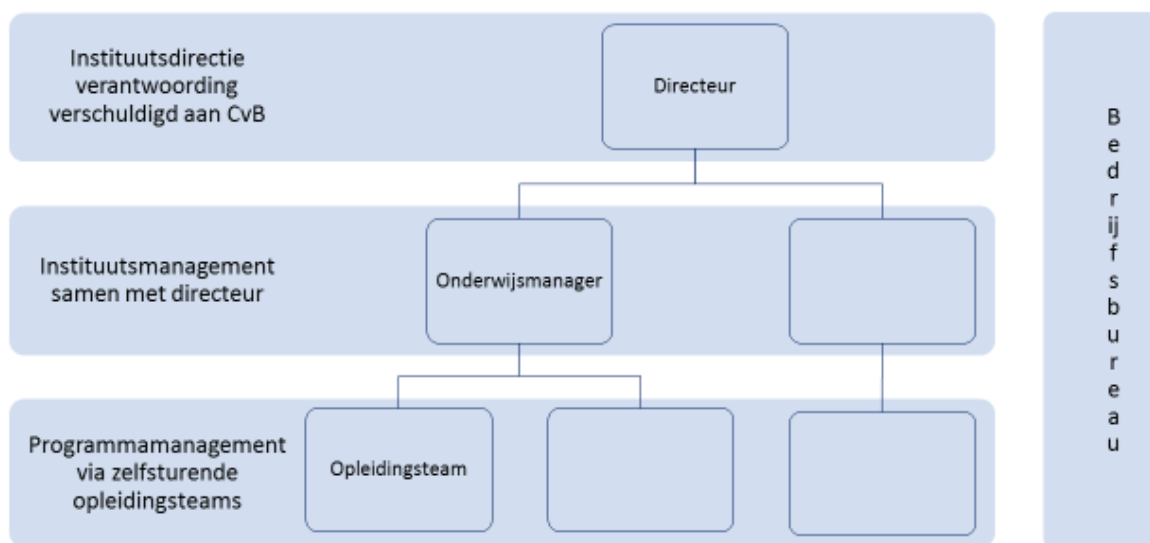 Instituutsdirectie
verantwoording
verschuldigd aan CvB
Directeur
Instituutsmanagement
samen met directeur
Onderwijsmanager
Programmamanagement
via zelfsturende
opleidingsteams
Opleidingsteam
B
e
d
r
ij
f
s
b
u
r
e
a
u